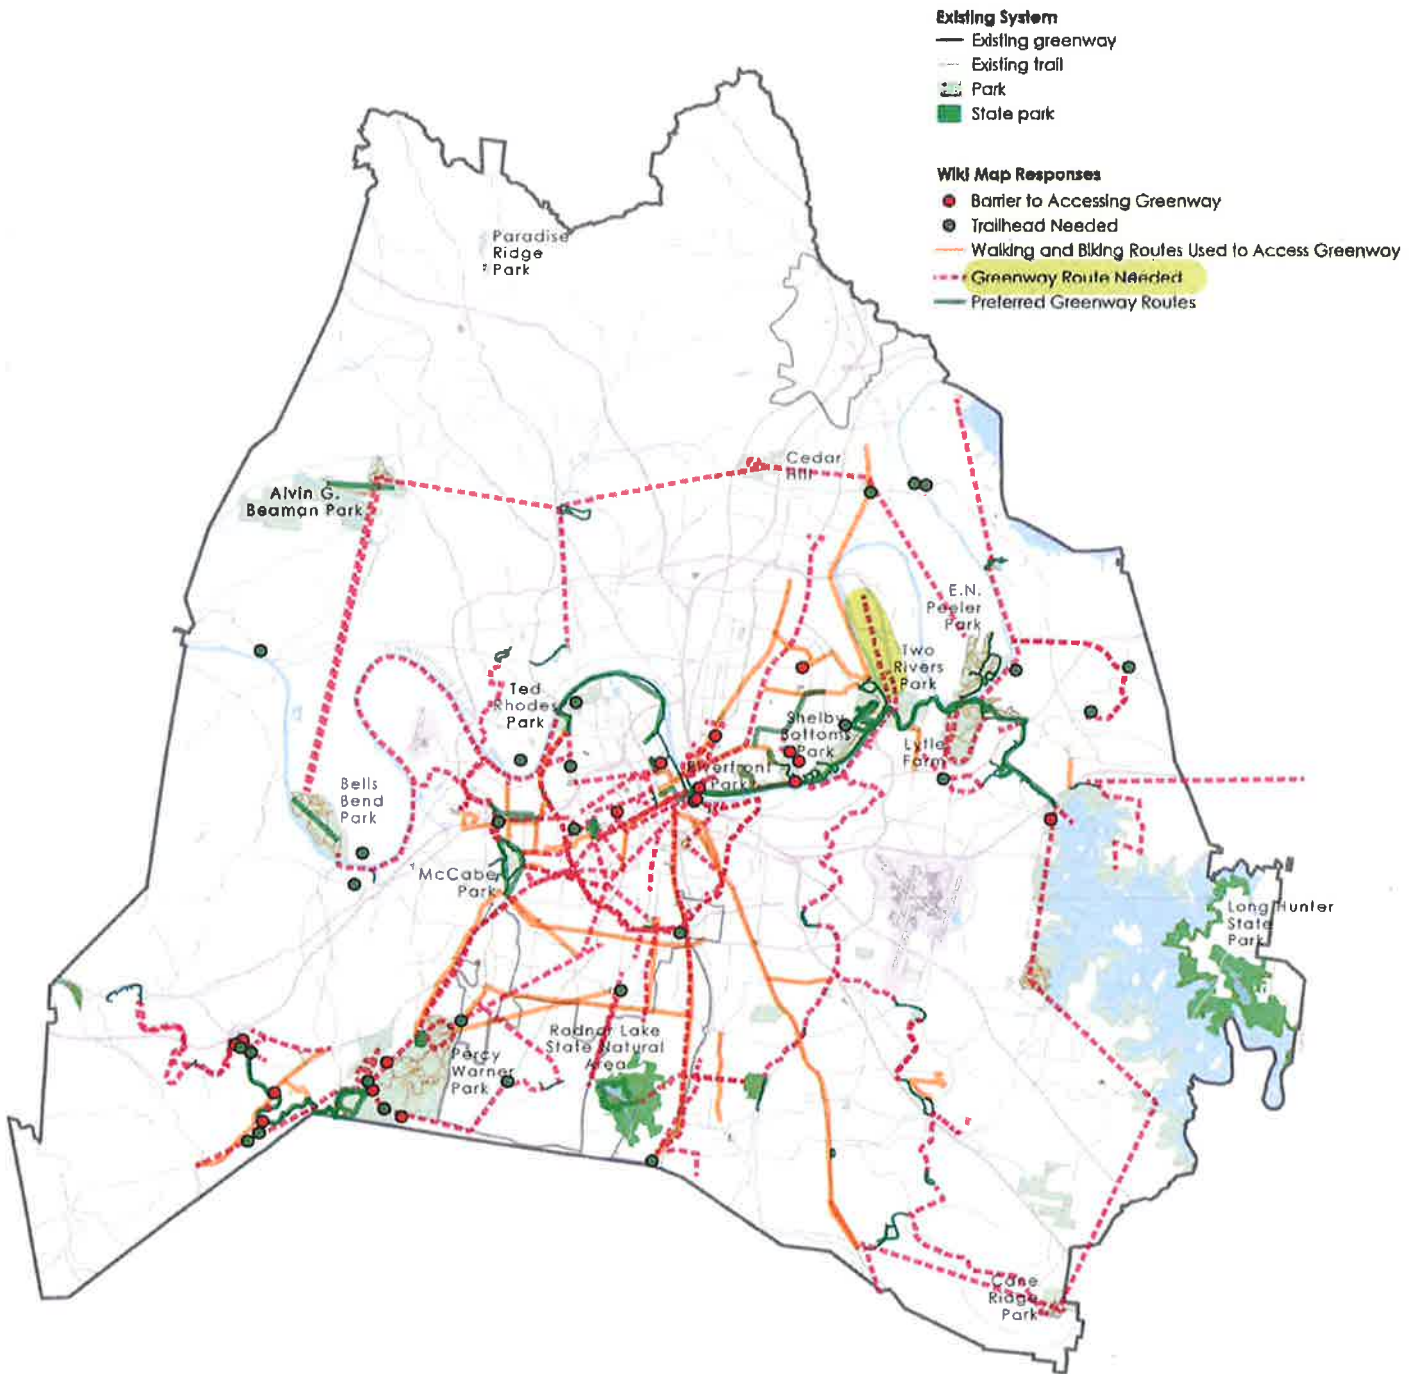 Existing System
Existing greenway
Existing trail
Park
State park
Wiki Map Responses
Barrier to Accessing Greenway
Trailhead Needed
Walking and Biking Routes Used to Access Greenway
Greenway Route Needed
Preferred Greenway Routes
Paradise
Ridge
Park
Cedar
Hill
Alvin G.
Beaman Park
E.N.
Peeler
Park
Two
Rivers
Park
Ted
Rhodes
Park
Shelby
Bottoms
Park
Lytle
Farm
Riverfront
Park
Bells
Bend
Park
McCabe
Park
Long Hunter
State
Park
Radnor Lake
State Natural
Area
Percy
Warner
Park
Cane
Ridge
Park